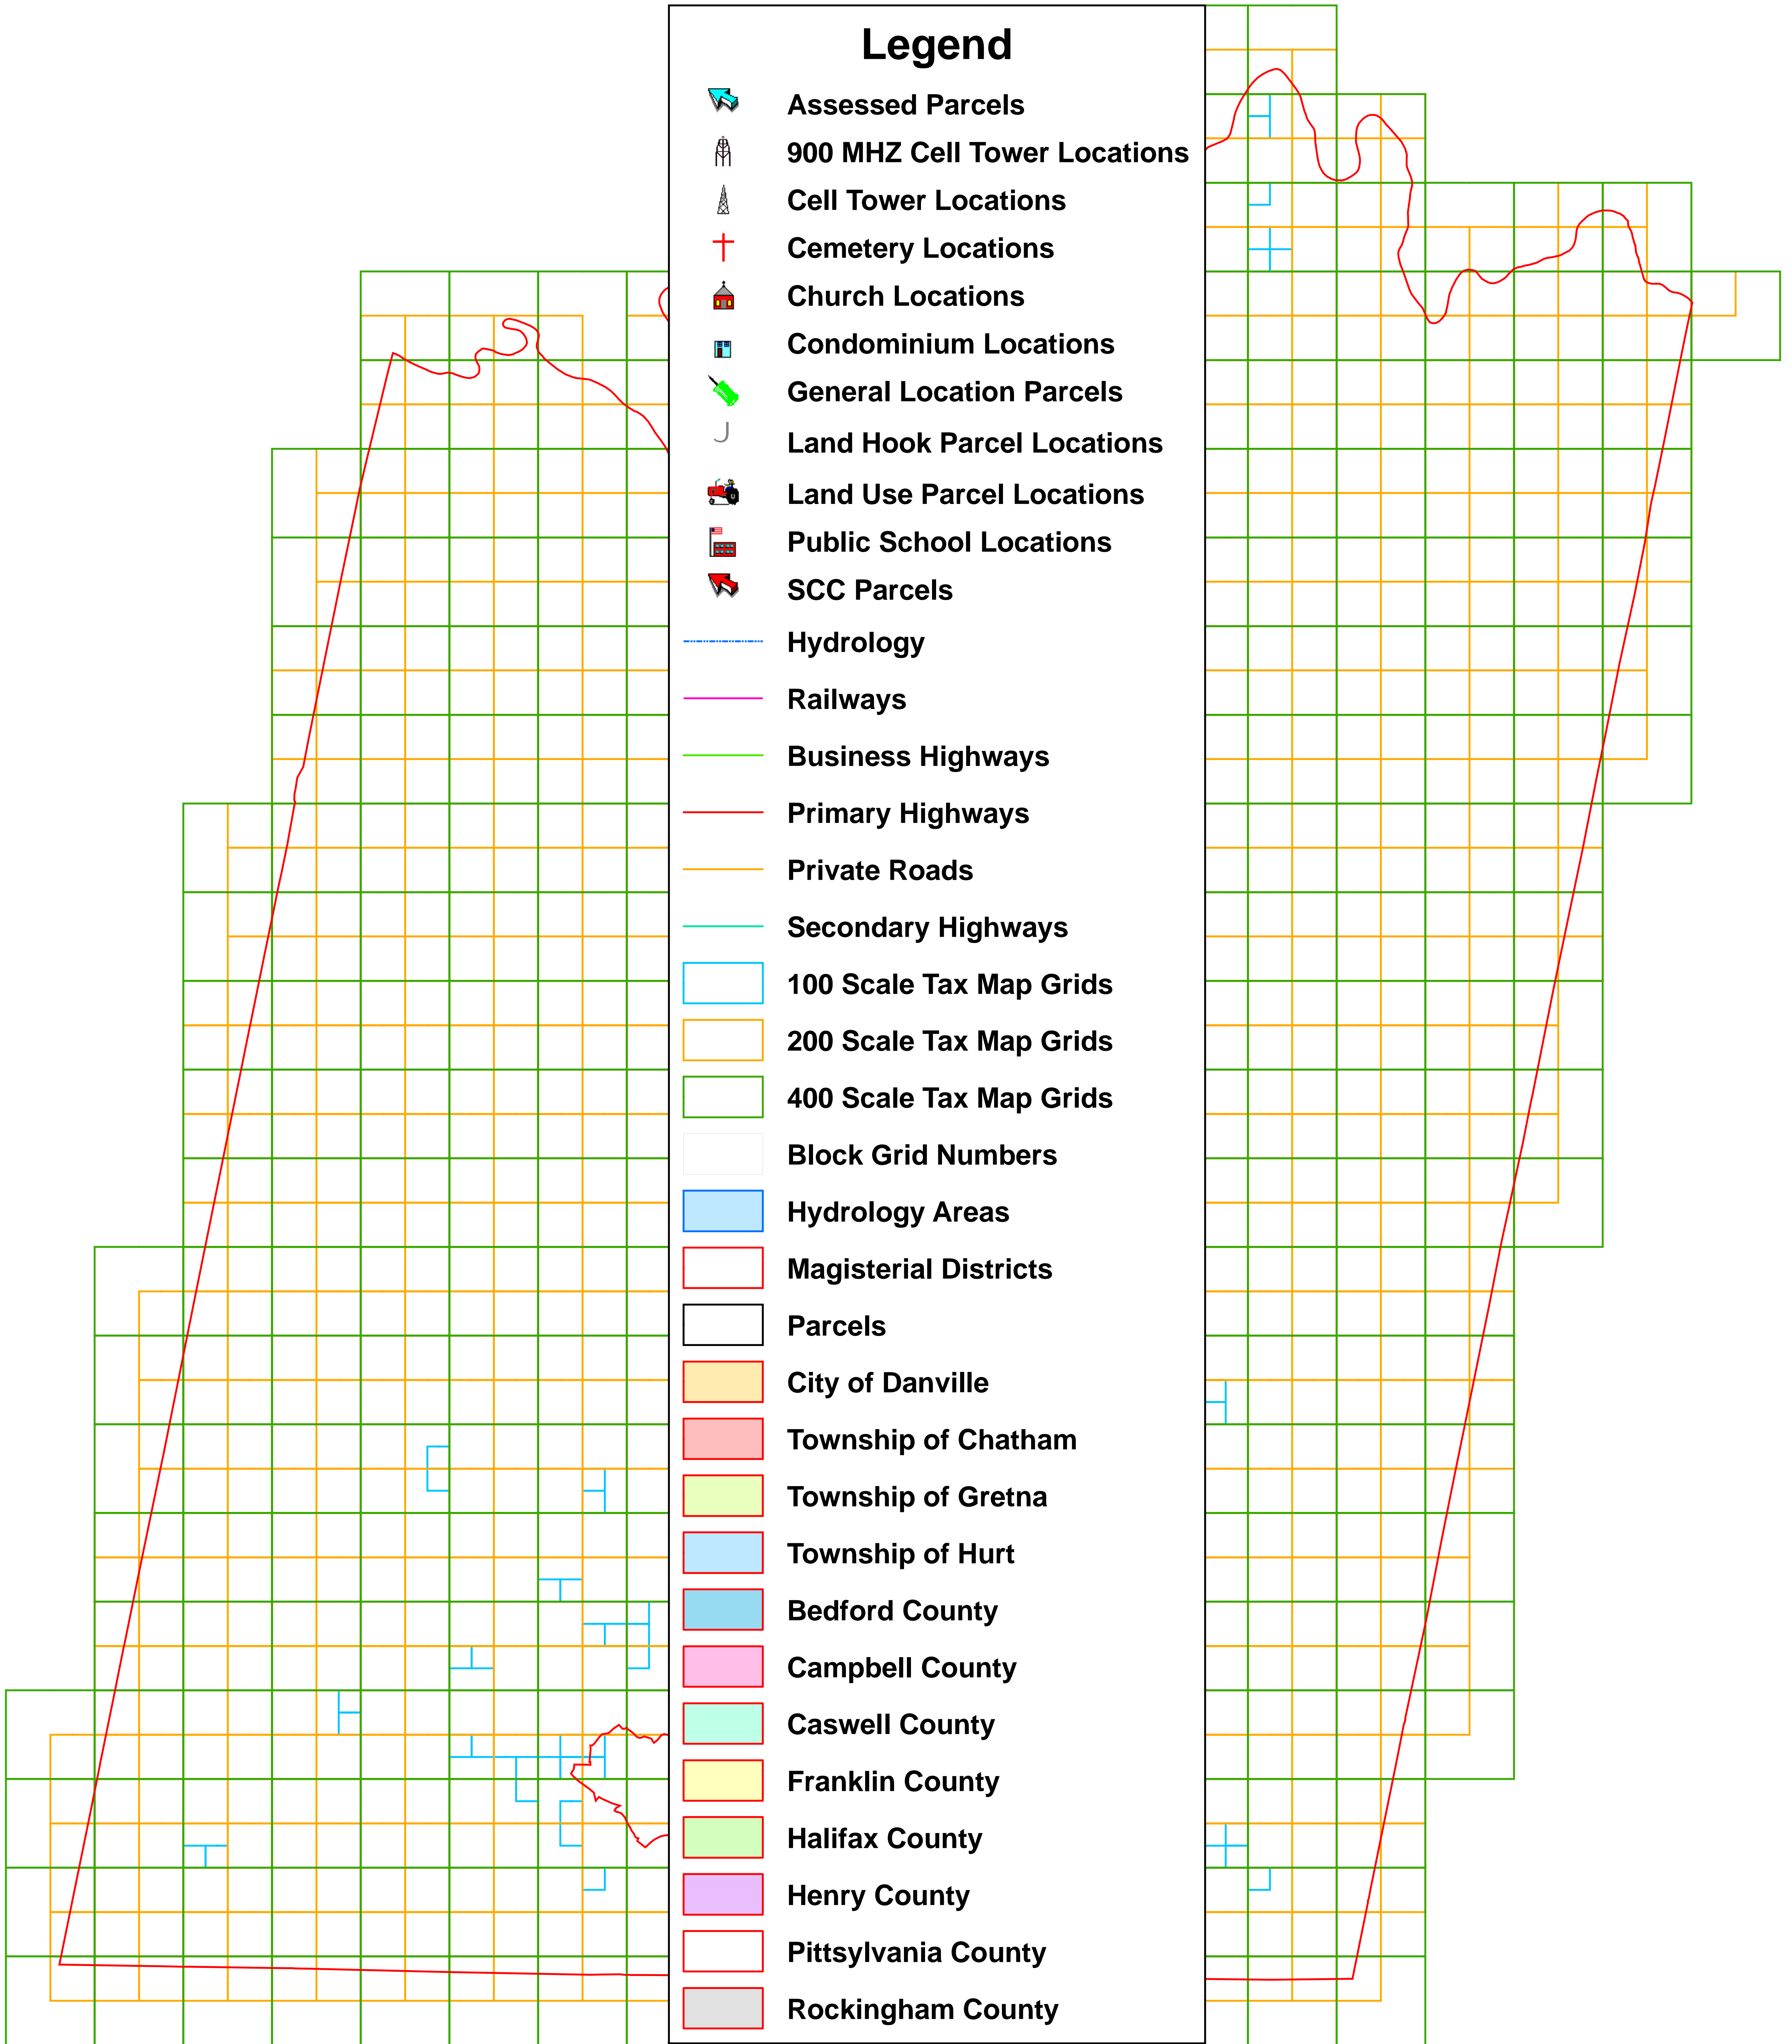 Legend
Assessed Parcels
900 MHZ Cell Tower Locations
Cell Tower Locations
Cemetery Locations
Church Locations
Condominium Locations
General Location Parcels
Land Hook Parcel Locations
Land Use Parcel Locations
Public School Locations
SCC Parcels
Hydrology
Railways
Business Highways
Primary Highways
Private Roads
Secondary Highways
100 Scale Tax Map Grids
200 Scale Tax Map Grids
400 Scale Tax Map Grids
Block Grid Numbers
Hydrology Areas
Magisterial Districts
Parcels
City of Danville
Township of Chatham
Township of Gretna
Township of Hurt
Bedford County
Campbell County
Caswell County
Franklin County
Halifax County
Henry County
Pittsylvania County
Rockingham County